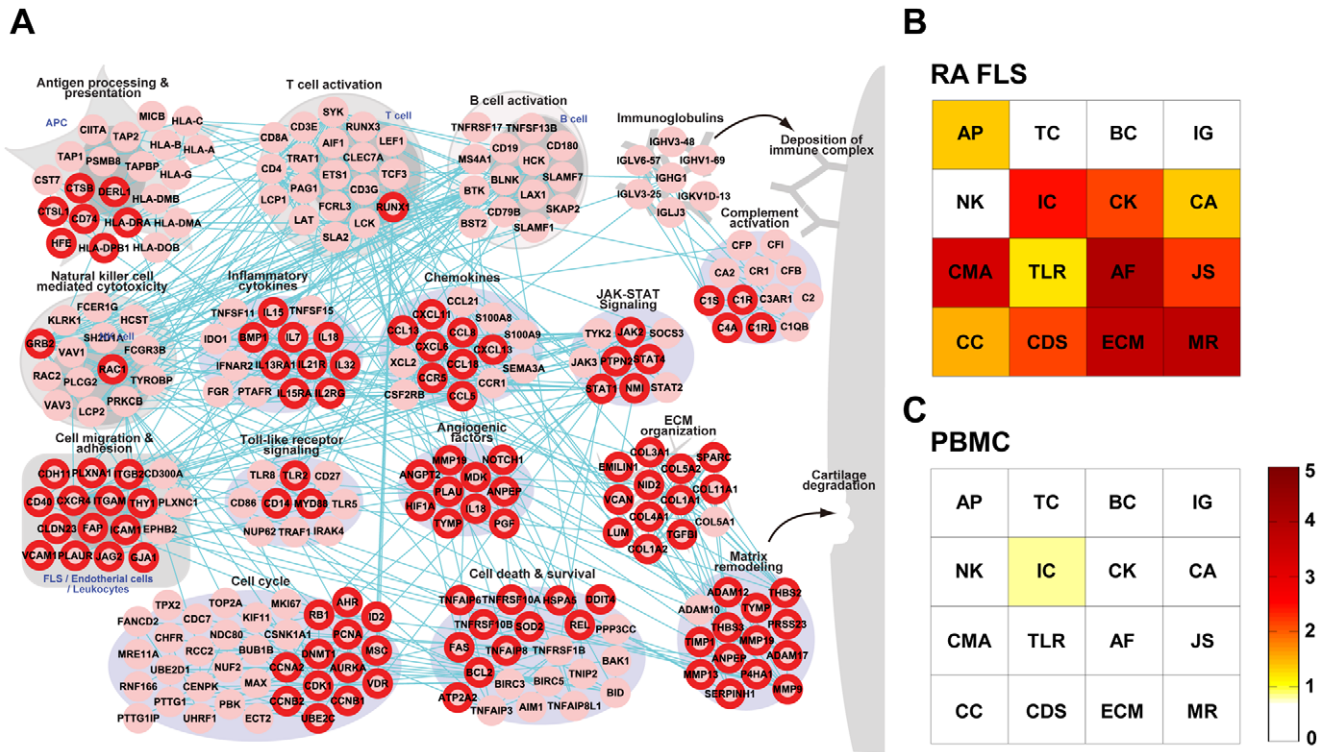 A
Antigen processing &
presentation
APC
MICB
HLA-C
CIITA
TAP2
HLA-B
HLA-A
TAP1
PSMB8
TAPBP
HLA-G
CST7
CTSB
DERL1
HLA-DMB
CTSL1
CD74
HLA-DRA
HLA-DMA
HFE
HLA-DPB1
HLA-DOB
T cell activation
SYK
T cell
CD3E
RUNX3
CD8A
AIF1
LEF1
TRAT1
CLEC7A
CD4
ETS1
TCF3
PAG1
CD3G
LCP1
FCRL3
RUNX1
LAT
LCK
SLA2
B cell activation
B cell
TNFRSF17
TNFSF13B
CD19
CD180
MS4A1
HCK
BLNK
SLAMF7
BTK
LAX1
CD79B
SKAP2
BST2
SLAMF1
Immunoglobulins
IGHV3-48
IGLV6-57
IGHV1-69
IGHG1
IGLV3-25
IGKV1D-13
IGLJ3
Deposition of
immune complex
Complement
activation
CFP
CFI
CA2
CR1
CFB
C1S
C1R
C3AR1
C2
C4A
C1RL
C1QB
Natural killer cell
mediated cytotoxicity
FCER1G
KLRK1
HCST
GRB2
SH2D1A
cell
VAV1
FCGR3B
RAC2
RAC1
PLCG2
TYROBP
VAV3
LCP2
PRKCB
Inflammatory
cytokines
TNFSF11
IL15
TNFSF15
IDO1
BMP1
IL7
IL18
IFNAR2
IL13RA1
IL21R
IL32
FGR
PTAFR
IL15RA
IL2RG
Chemokines
CCL21
CXCL11
S100A8
CCL13
CCL8
S100A9
CXCL6
CXCL13
XCL2
CCL18
SEMA3A
CCR5
CCR1
CSF2RB
CCL5
JAK-STAT
Signaling
TYK2
JAK2
SOCS3
JAK3
PTPN2
STAT4
STAT1
NMI
STAT2
Cell migration &
adhesion
CDH11
PLXNA1
ITGB2
CD300A
CD40
CXCR4
ITGAM
THY1
PLXNC1
CLDN23
FAP
ICAM1
EPHB2
VCAM1
PLAUR
JAG2
GJA1
FLS / Endotherial cells
/ Leukocytes
Toll-like receptor
signaling
TLR8
TLR2
CD27
CD86
CD14
MYD88
TLR5
NUP62
TRAF1
IRAK4
Angiogenic
factors
MMP19
NOTCH1
ANGPT2
MDK
PLAU
ANPEP
HIF1A
IL18
TYMP
PGF
ECM
organization
COL3A1
SPARC
EMILIN1
COL5A2
NID2
COL11A1
VCAN
COL1A1
COL4A1
COL5A1
LUM
TGFBI
COL1A2
Cartilage
degradation
Cell cycle
TPX2
TOP2A
MKI67
AHR
FANCD2
CDC7
KIF11
RB1
ID2
CHFR
NDC80
CSNK1A1
PCNA
MRE11A
RCC2
BUB1B
DNMT1
MSC
UBE2D1
NUF2
CCNA2
AURKA
RNF166
CENPK
MAX
CDK1
VDR
PTTG1
PBK
CCNB2
CCNB1
PTTG1IP
UHRF1
ECT2
UBE2C
Cell death & survival
TNFAIP6
TNFRSF10A
HSPA5
DDIT4
TNFRSF10B
SOD2
REL
PPP3CC
FAS
TNFAIP8
TNFRSF1B
BCL2
BAK1
TNIP2
ATP2A2
BIRC3
BIRC5
BID
TNFAIP3
AIM1
TNFAIP8L1
Matrix
remodeling
ADAM12
THBS2
ADAM10
TYMP
THBS3
PRSS23
TIMP1
MMP19
ANPEP
ADAM17
MMP13
P4HA1
SERPINH1
MMP9
B
RA FLS
AP TC BC IG
NK IC CK CA
CMA TLR AF JS
CC CDS ECM MR
C
PBMC
AP TC BC IG
NK IC CK CA
CMA TLR AF JS
CC CDS ECM MR
5
4
3
2
1
0